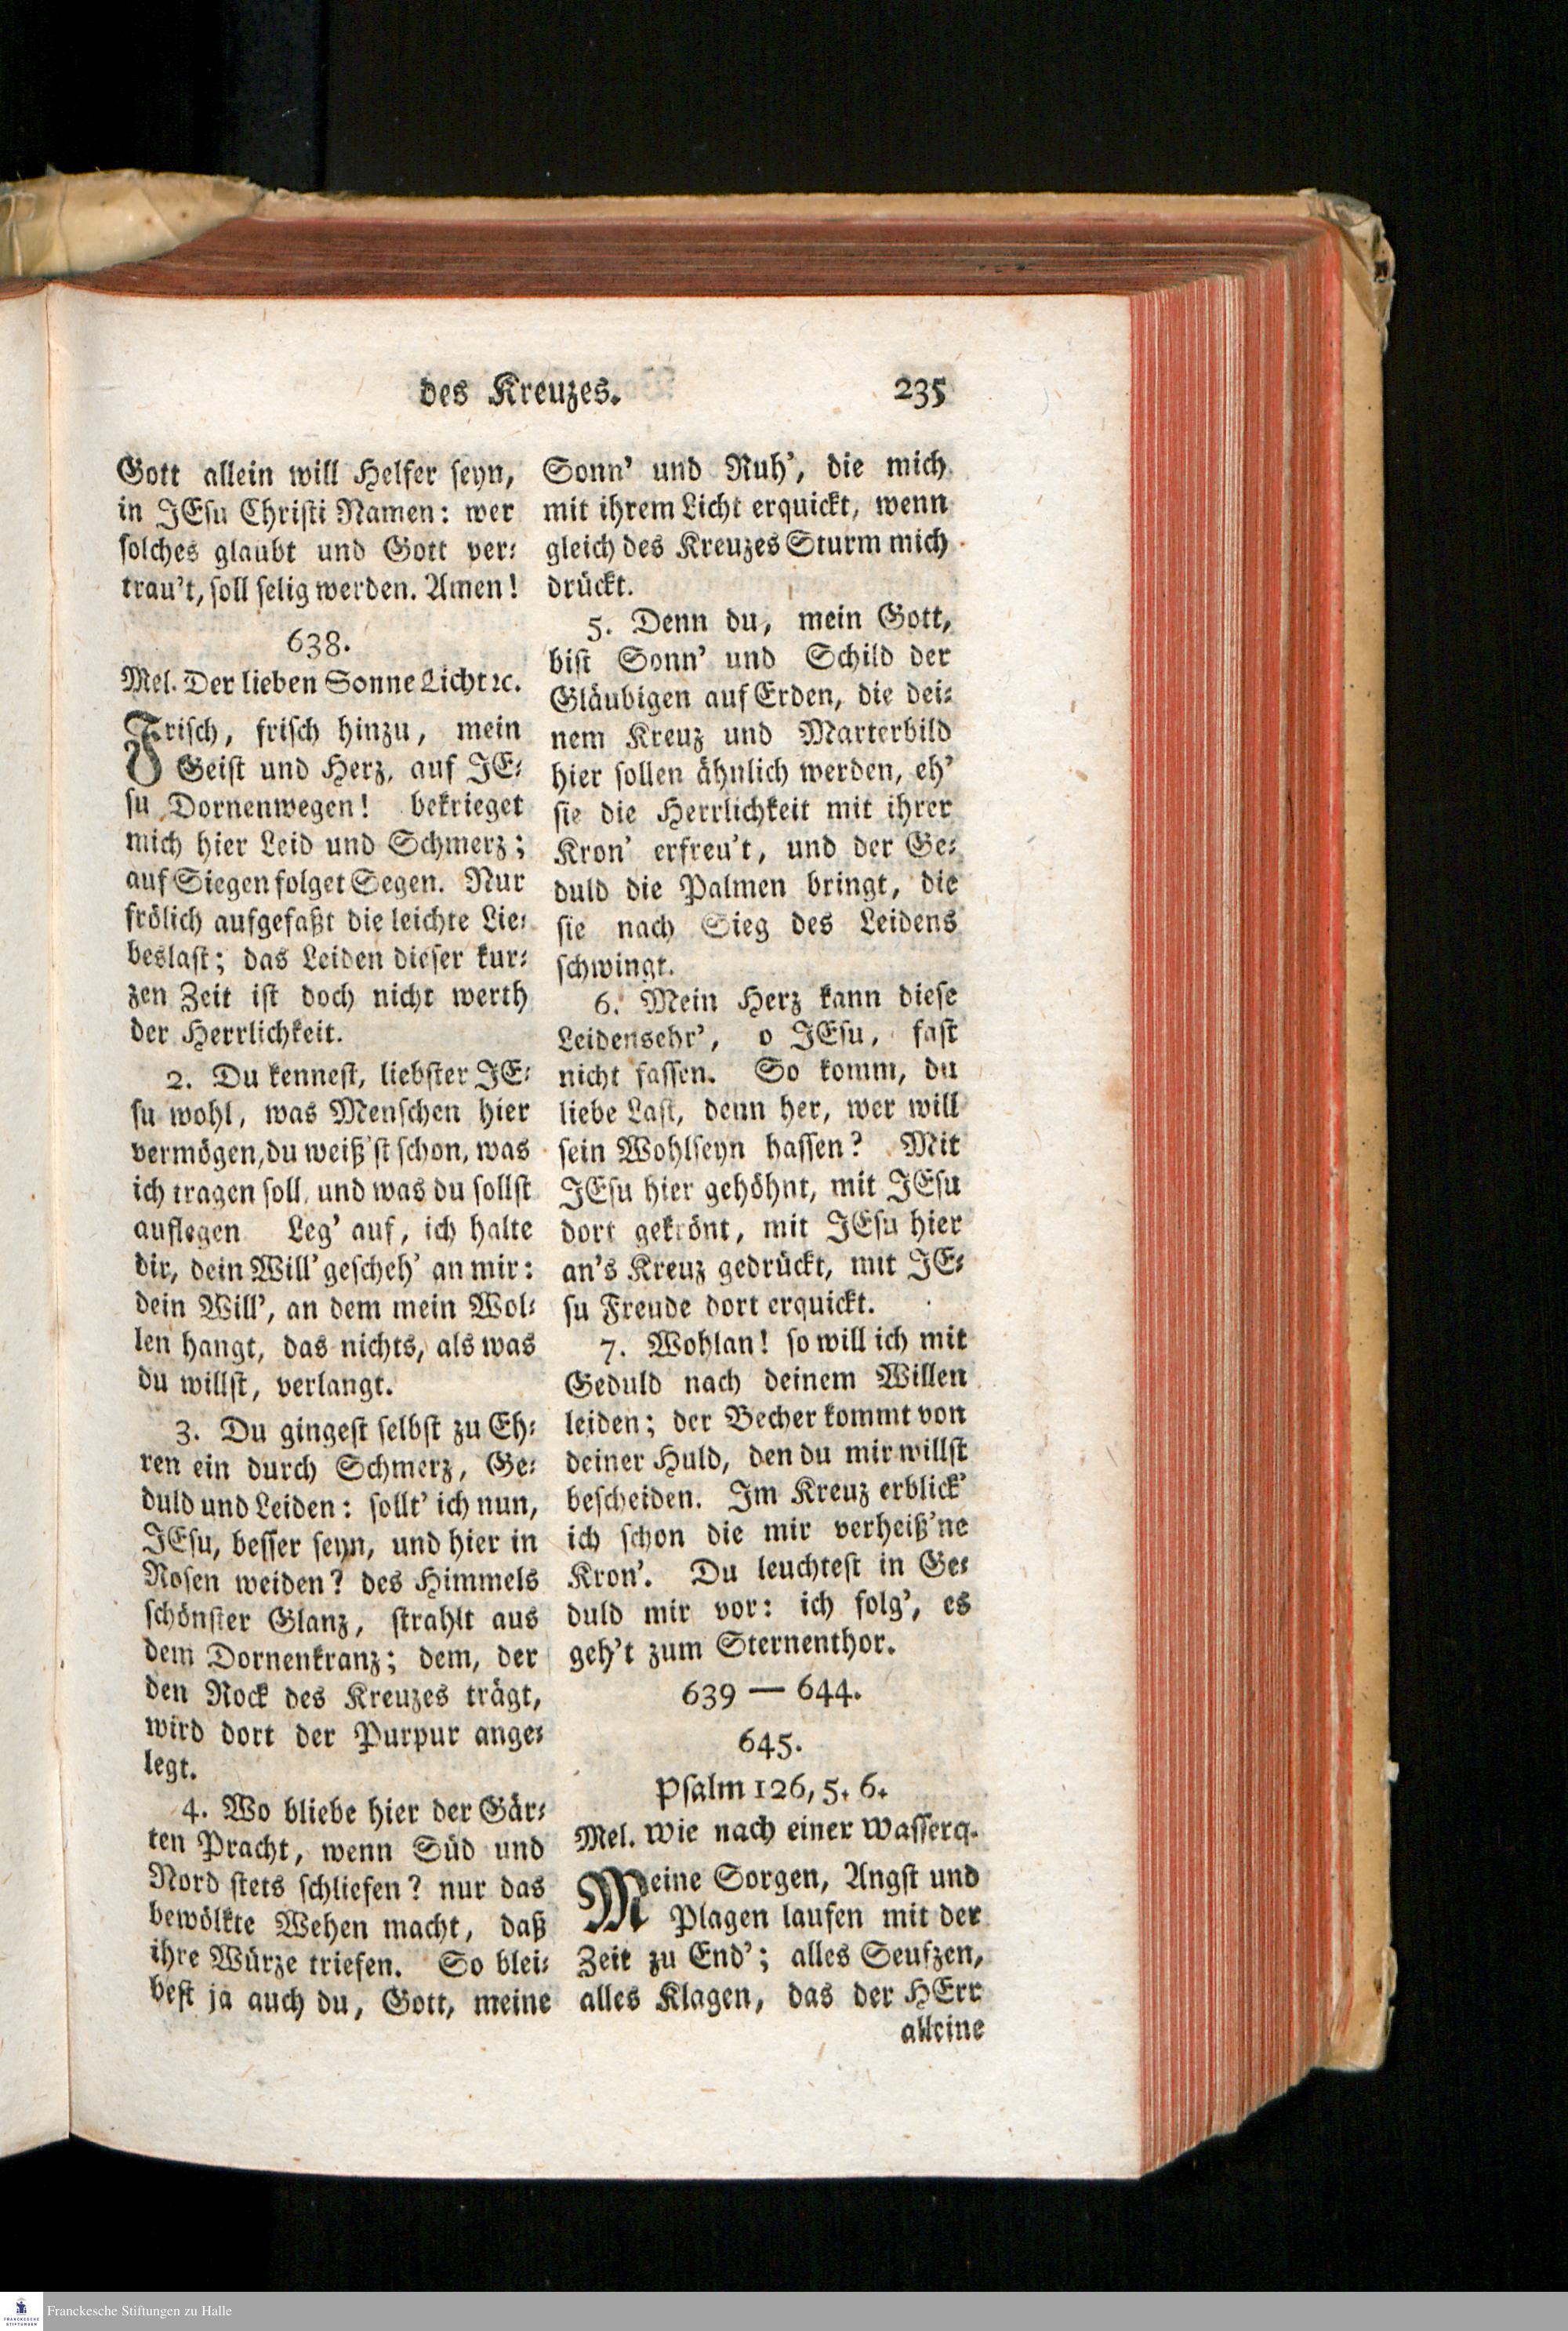 des Kreuzes. 235
Gott allein will Helfer seyn,
in JEsu Christi Namen: wer
solches glaubt und Gott ver-
trau't, soll selig werden. Amen!
638.
Mel. Der lieben Sonne Licht ꝛc.
Frisch, frisch hinzu, mein
Geist und Herz, auf JE-
su Dornenwegen! bekrieget
mich hier Leid und Schmerz;
auf Siegen folget Segen. Nur
frölich aufgefaßt die leichte Lie-
beslast; das Leiden dieser kur-
zen Zeit ist doch nicht werth
der Herrlichkeit.
2. Du kennest, liebster JE-
su wohl, was Menschen hier
vermögen, du weiß'st schon, was
ich tragen soll, und was du sollst
auflegen Leg' auf, ich halte
dir, dein Will' gescheh' an mir:
dein Will', an dem mein Wol-
len hangt, das nichts, als was
du willst, verlangt.
3. Du gingest selbst zu Eh-
ren ein durch Schmerz, Ge-
duld und Leiden: sollt' ich nun,
JEsu, besser seyn, und hier in
Rosen weiden? des Himmels
schönster Glanz, strahlt aus
dem Dornenkranz; dem, der
den Rock des Kreuzes trägt,
wird dort der Purpur ange-
legt.
4. Wo bliebe hier der Gär-
ten Pracht, wenn Süd und
Nord stets schliefen? nur das
bewölkte Wehen macht, daß
ihre Würze triefen. So blei-
best ja auch du, Gott, meine
Sonn' und Ruh', die mich
mit ihrem Licht erquickt, wenn
gleich des Kreuzes Sturm mich
drückt.
5. Denn du, mein Gott,
bist Sonn' und Schild der
Gläubigen auf Erden, die dei-
nem Kreuz und Marterbild
hier sollen ähnlich werden, eh'
sie die Herrlichkeit mit ihrer
Kron' erfreu't, und der Ge-
duld die Palmen bringt, die
sie nach Sieg des Leidens
schwingt.
6. Mein Herz kann diese
Leidensehr', o JEsu, fast
nicht fassen. So komm, du
liebe Last, denn her, wer will
sein Wohlseyn hassen? Mit
JEsu hier gehöhnt, mit JEsu
dort gekrönt, mit JEsu hier
an's Kreuz gedrückt, mit JE-
su Freude dort erquickt.
7. Wohlan! so will ich mit
Geduld nach deinem Willen
leiden; der Becher kommt von
deiner Huld, den du mir willst
bescheiden. Im Kreuz erblick'
ich schon die mir verheiß'ne
Kron'. Du leuchtest in Ge-
duld mir vor: ich folg', es
geh't zum Sternenthor.
639 — 644.
645.
Psalm 126, 5. 6.
Mel. Wie nach einer Wasserq.
Meine Sorgen, Angst und
Plagen laufen mit der
Zeit zu End'; alles Seufzen,
alles Klagen, das der HErr
alleine
Franckesche Stiftungen zu Halle